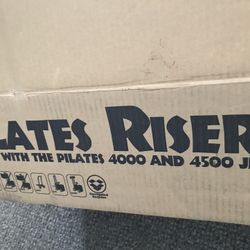 LATES RISER
WITH THE PILATES 4000 AND 4500 J